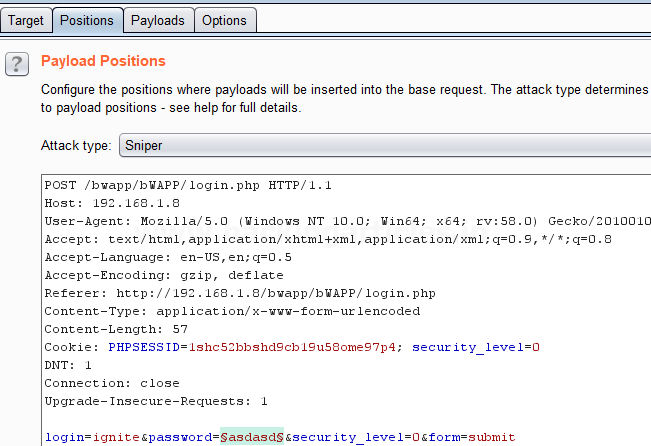 Target Positions Payloads Options
? Payload Positions
Configure the positions where payloads will be inserted into the base request. The attack type determines
to payload positions - see help for full details.
Attack type: Sniper
POST /bwapp/bWAPP/login.php HTTP/1.1
Host: 192.168.1.8
User-Agent: Mozilla/5.0 (Windows NT 10.0; Win64; x64; rv:58.0) Gecko/2010010
Accept: text/html,application/xhtml+xml,application/xml;q=0.9,*/*;q=0.8
Accept-Language: en-US,en;q=0.5
Accept-Encoding: gzip, deflate
Referer: http://192.168.1.8/bwapp/bWAPP/login.php
Content-Type: application/x-www-form-urlencoded
Content-Length: 57
Cookie: PHPSESSID=1shc52bbshd9cb19u58ome97p4; security_level=0
DNT: 1
Connection: close
Upgrade-Insecure-Requests: 1
login=ignite&password=§asdasd§&security_level=0&form=submit